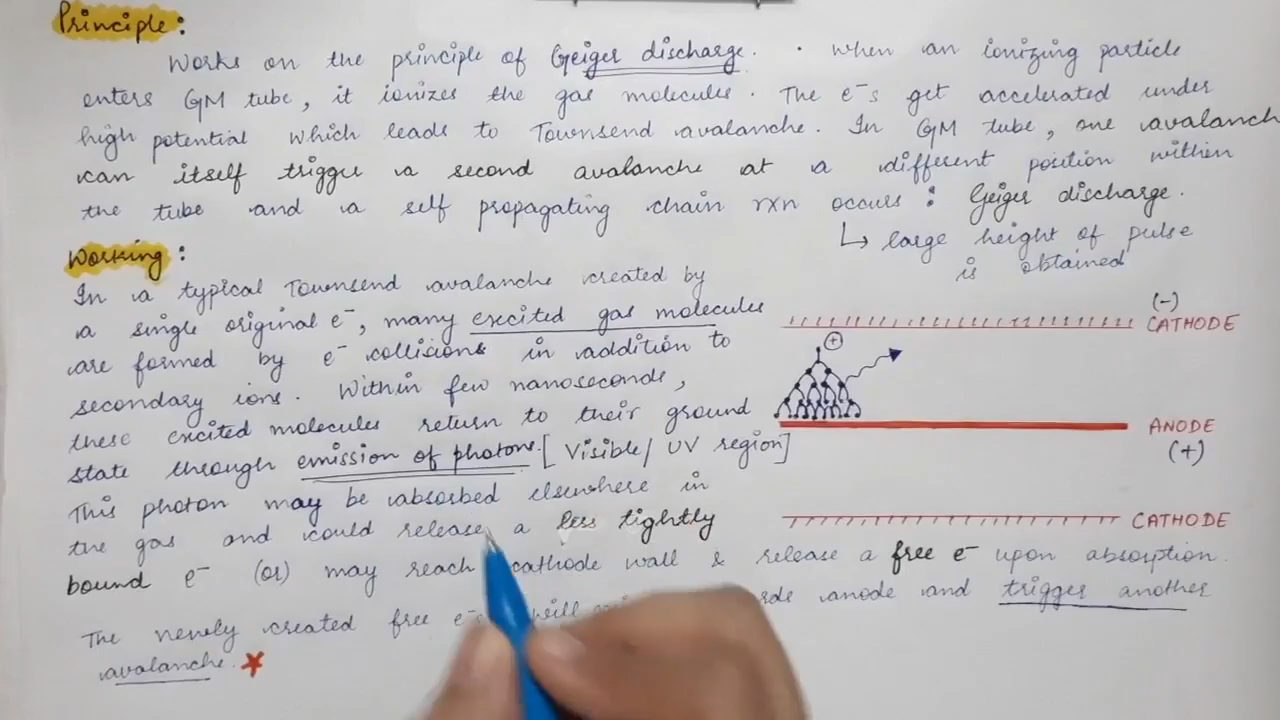 Principle:
Works on the principle of Geiger discharge. • When an ionizing particle
enters GM tube, it ionizes the gas molecules. The e⁻s get accelerated under
high potential which leads to Townsend avalanche. In GM tube, one avalanch
can itself trigger a second avalanche at a different position within
the tube and a self propagating chain rxn occurs : Geiger discharge.
↳ large height of pulse
is obtained
Working:
In a typical Townsend avalanche created by
a single original e⁻, many excited gas molecules
are formed by e⁻ collisions in addition to
secondary ions. Within few nanoseconds,
these excited molecules return to their ground
state through emission of photons. [Visible/ UV region]
This photon may be absorbed elsewhere in
the gas and could release a less tightly
bound e⁻ (or) may reach cathode wall & release a free e⁻ upon absorption.
The newly created free e⁻s will anode and trigger another
avalanche.
(-)
CATHODE
+
ANODE
(+)
CATHODE